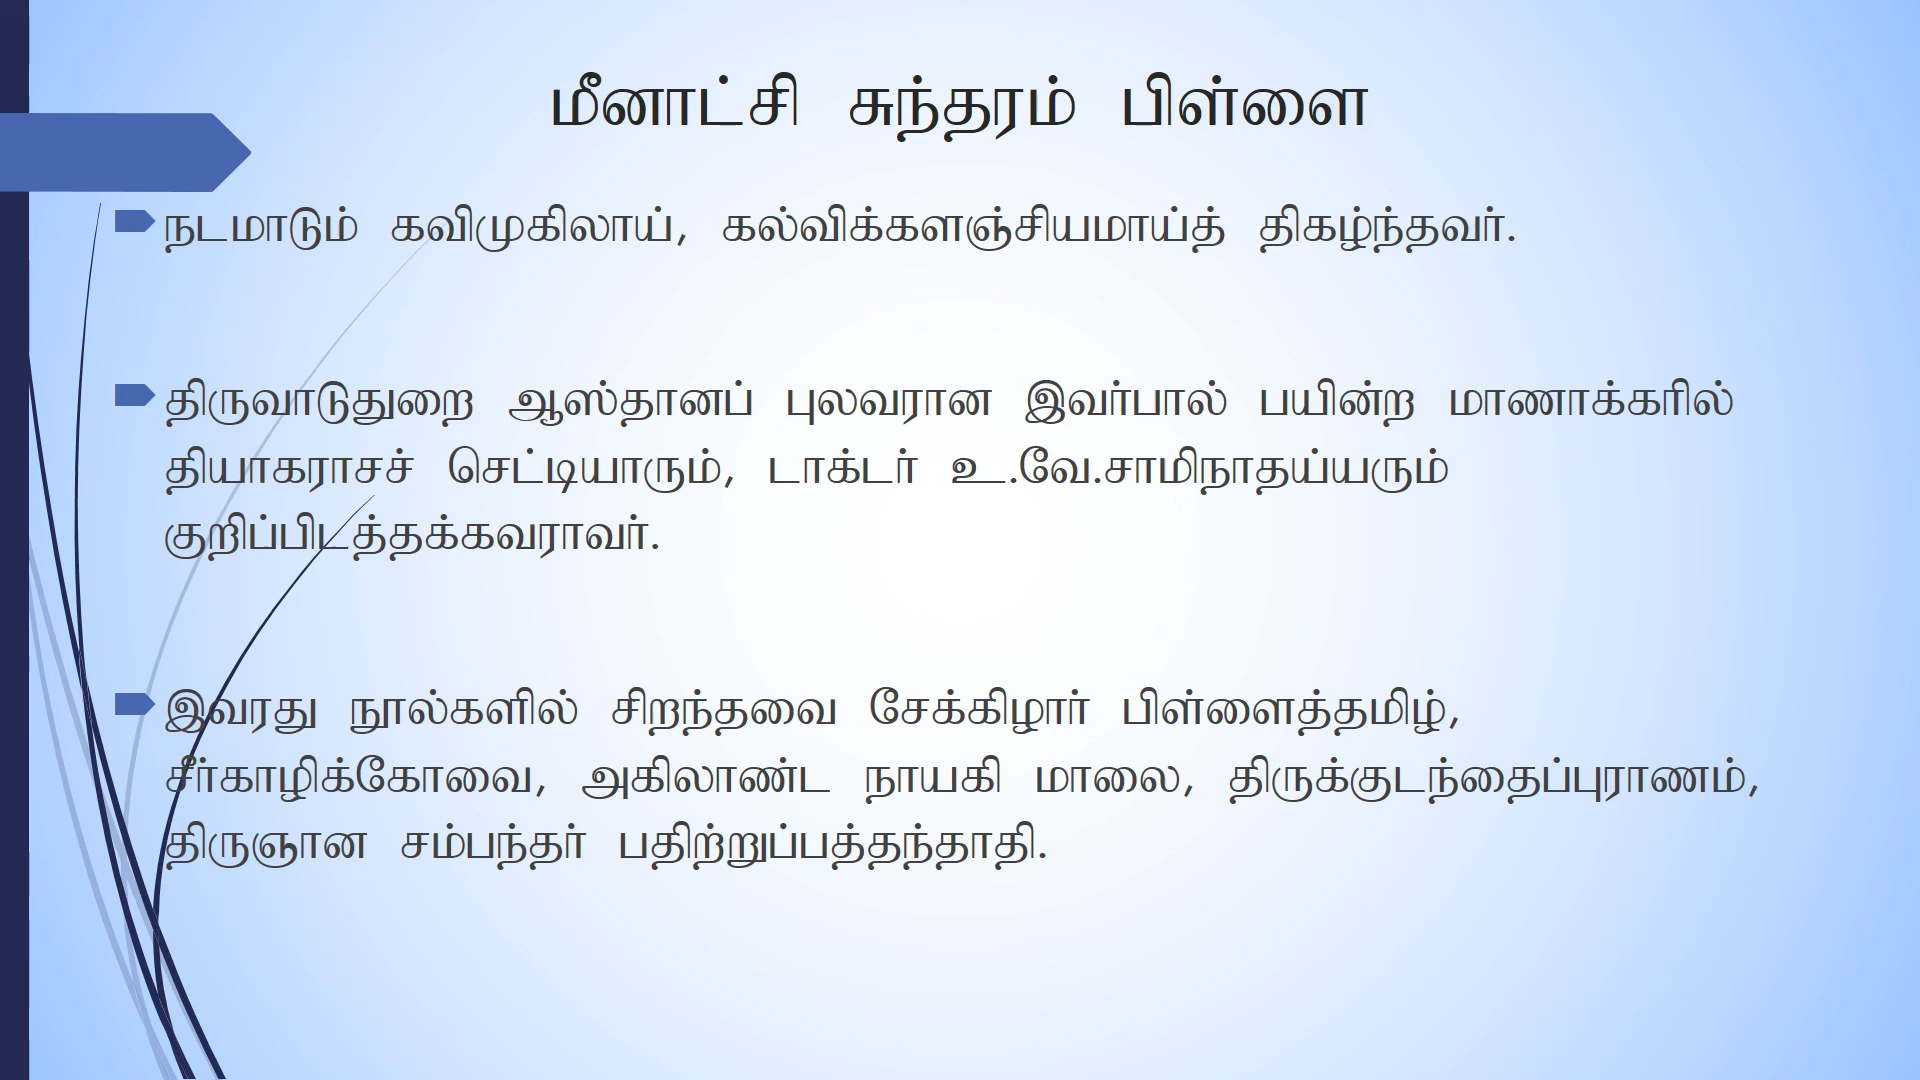 மீனாட்சி சுந்தரம் பிள்ளை
நடமாடும் கவிமுகிலாய், கல்விக்களஞ்சியமாய்த் திகழ்ந்தவர்.
திருவாடுதுறை ஆஸ்தானப் புலவரான இவர்பால் பயின்ற மாணாக்கரில்
தியாகராசச் செட்டியாரும், டாக்டர் உ.வே.சாமிநாதய்யரும்
குறிப்பிடத்தக்கவராவர்.
இவரது நூல்களில் சிறந்தவை சேக்கிழார் பிள்ளைத்தமிழ்,
சீர்காழிக்கோவை, அகிலாண்ட நாயகி மாலை, திருக்குடந்தைப்புராணம்,
திருஞான சம்பந்தர் பதிற்றுப்பத்தந்தாதி.